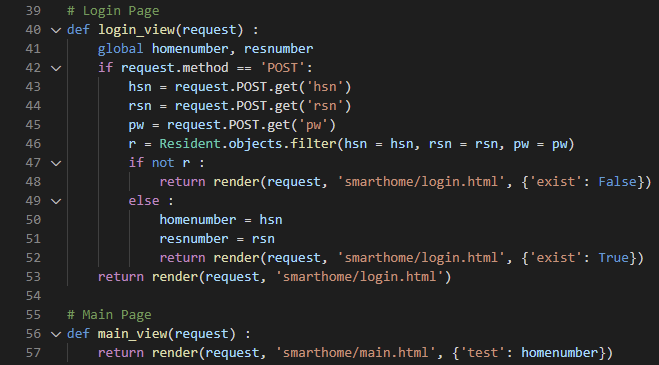 39 # Login Page
40 def login_view(request) :
41     global homenumber, resnumber
42     if request.method == 'POST':
43         hsn = request.POST.get('hsn')
44         rsn = request.POST.get('rsn')
45         pw = request.POST.get('pw')
46         r = Resident.objects.filter(hsn = hsn, rsn = rsn, pw = pw)
47         if not r :
48             return render(request, 'smarthome/login.html', {'exist': False})
49         else :
50             homenumber = hsn
51             resnumber = rsn
52             return render(request, 'smarthome/login.html', {'exist': True})
53     return render(request, 'smarthome/login.html')
54
55 # Main Page
56 def main_view(request) :
57     return render(request, 'smarthome/main.html', {'test': homenumber})